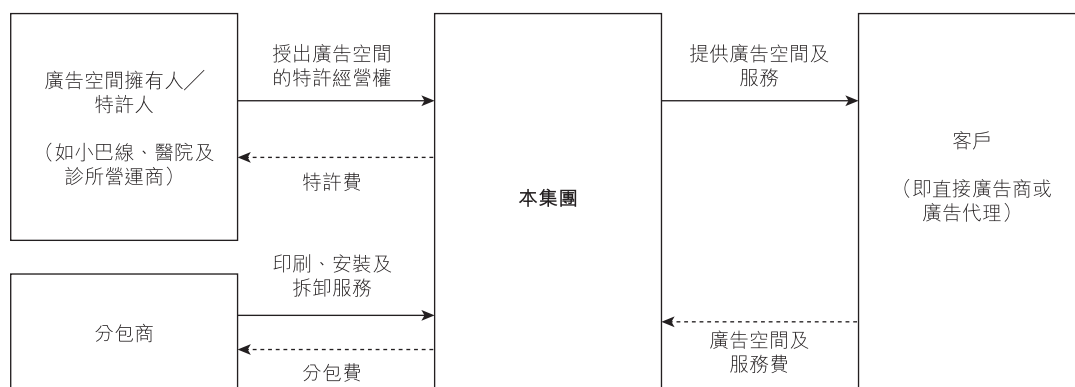 廣告空間擁有人／
特許人
（如小巴線、醫院及
診所營運商）
授出廣告空間
的特許經營權
特許費
本集團
提供廣告空間及
服務
客戶
（即直接廣告商或
廣告代理）
分包商
印刷、安裝及
拆卸服務
分包費
廣告空間及
服務費